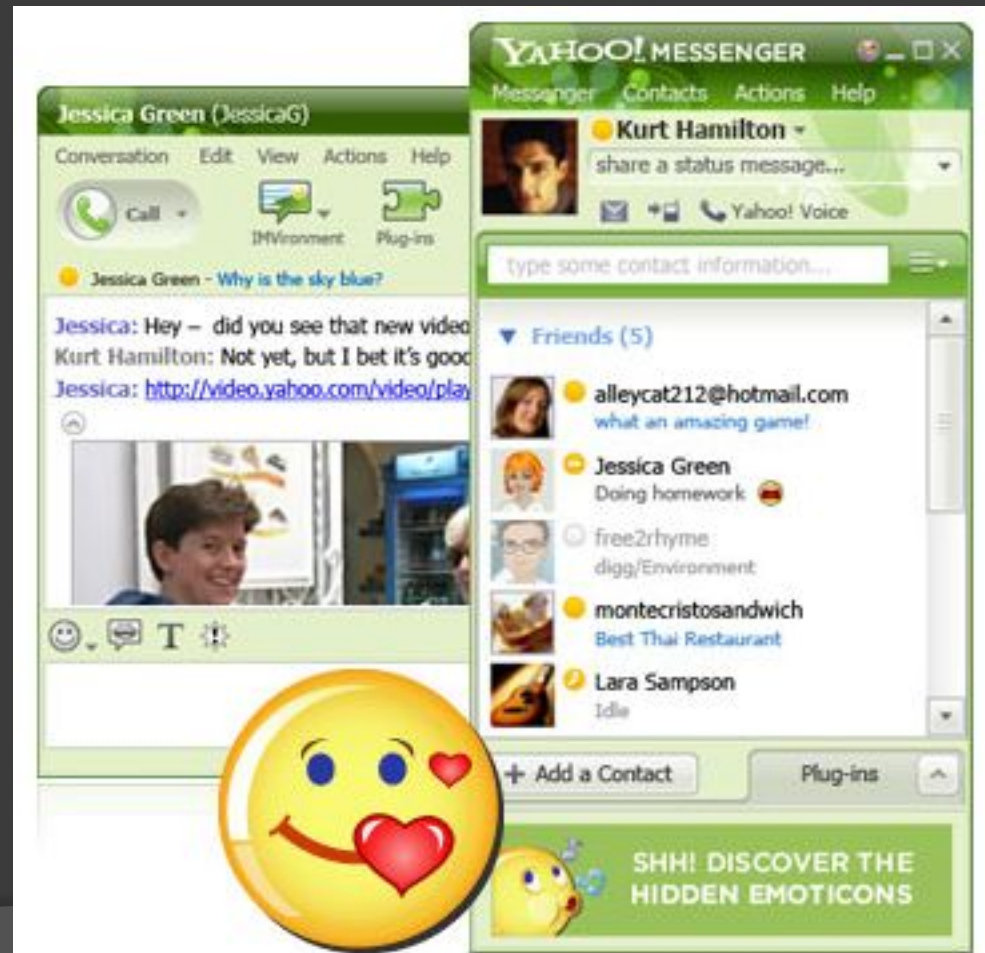 Jessica Green (JessicaG)
Conversation Edit View Actions Help
Call
IMVironment Plug-ins
Jessica Green - Why is the sky blue?
Jessica: Hey – did you see that new video
Kurt Hamilton: Not yet, but I bet it's good
Jessica: http://video.yahoo.com/video/play
T
YAHOO! MESSENGER
Messenger Contacts Actions Help
Kurt Hamilton
share a status message...
Yahoo! Voice
type some contact information...
Friends (5)
alleycat212@hotmail.com
what an amazing game!
Jessica Green
Doing homework
free2rhyme
digg/Environment
montecristosandwich
Best Thai Restaurant
Lara Sampson
Idle
+ Add a Contact Plug-ins
SHH! DISCOVER THE
HIDDEN EMOTICONS